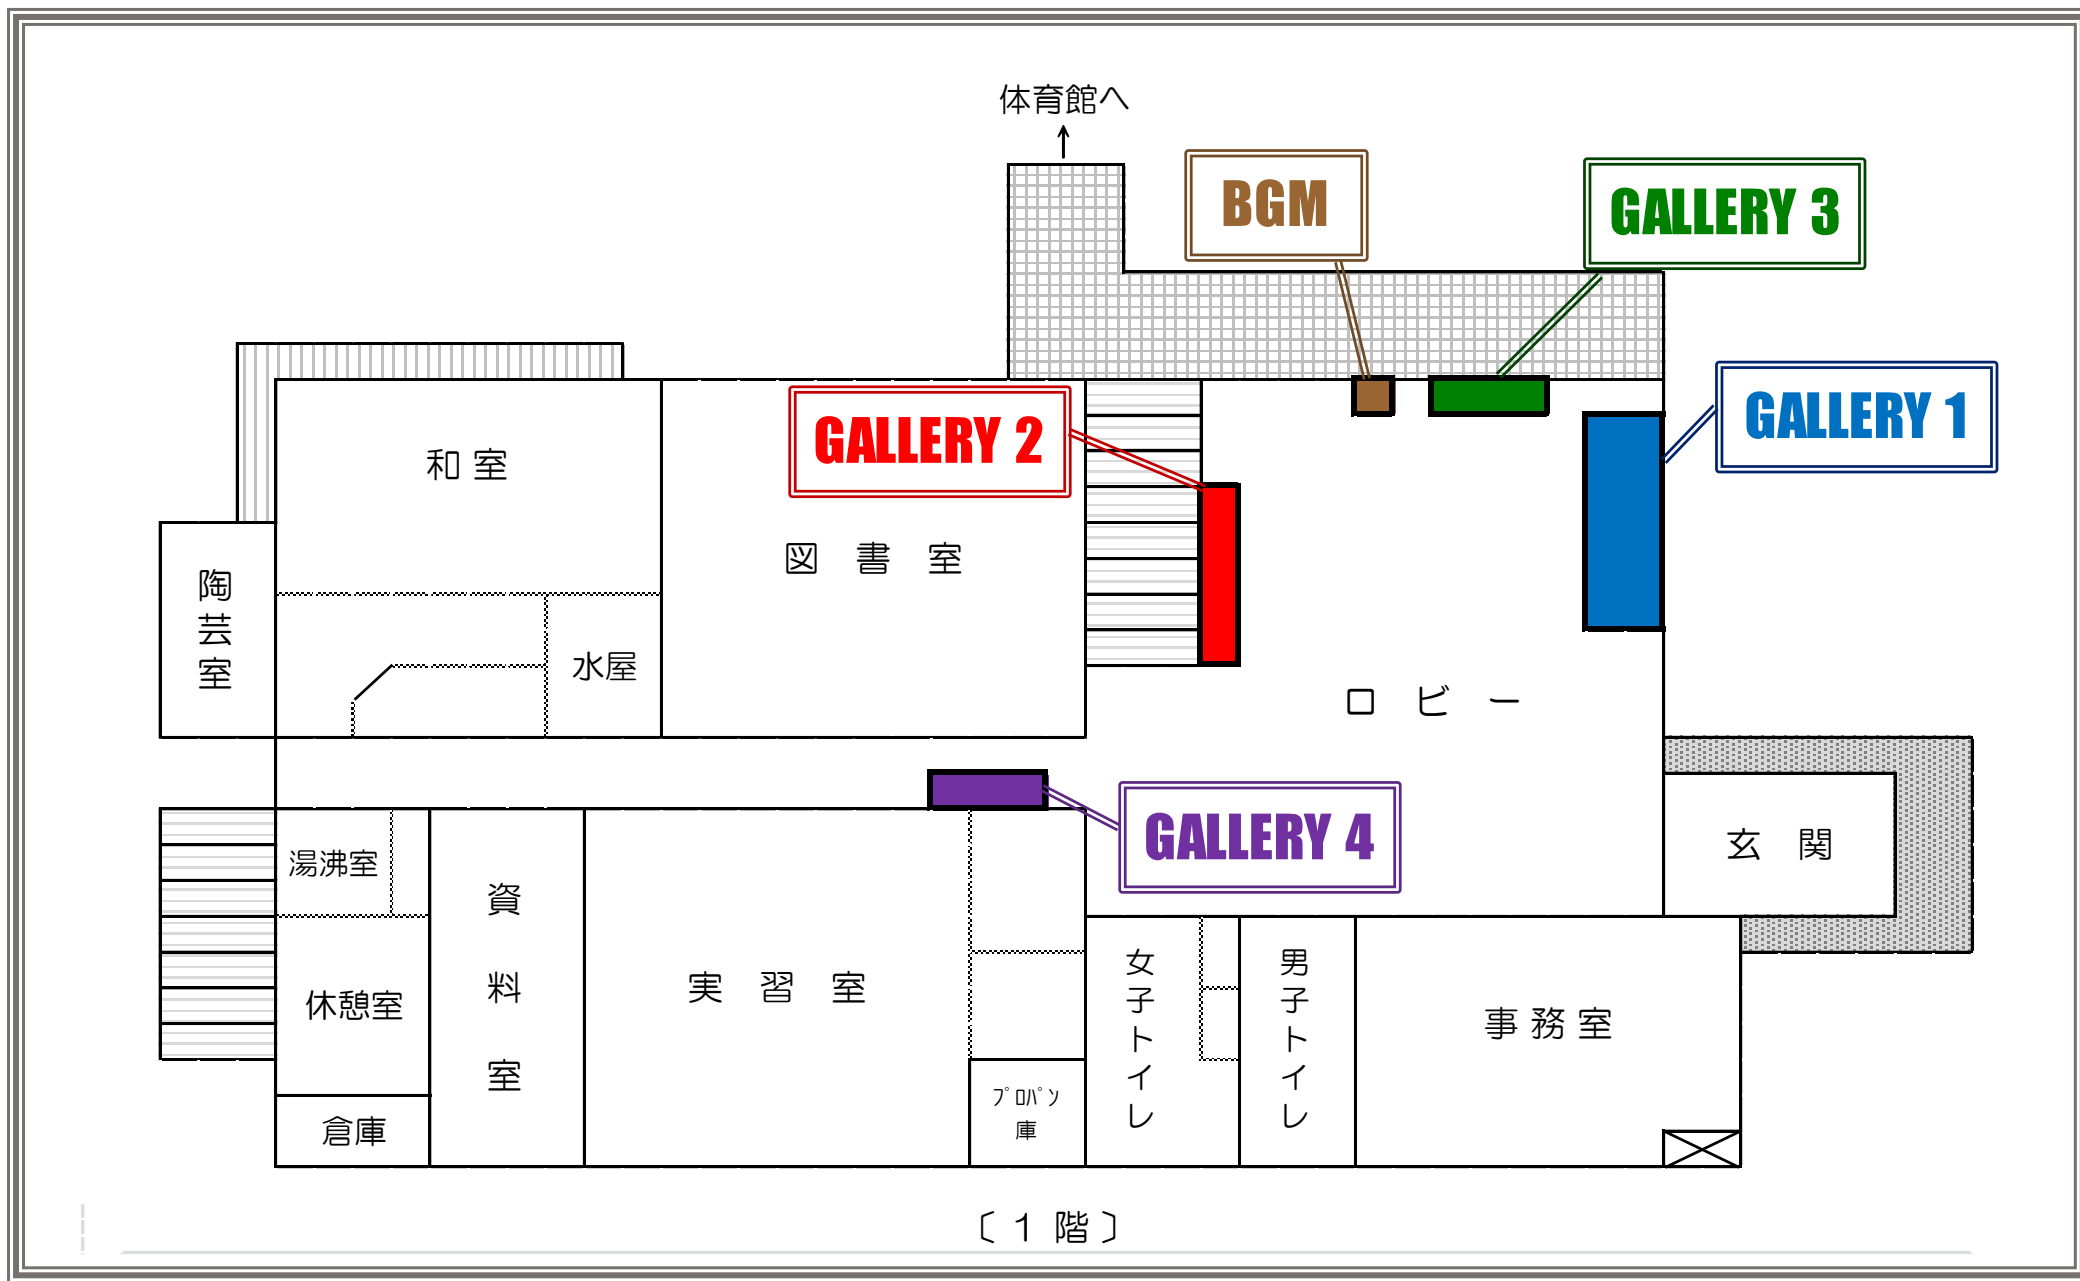 体育館へ
BGM
GALLERY 3
GALLERY 1
GALLERY 2
和室
図書室
陶芸室
水屋
ロビー
GALLERY 4
玄関
湯沸室
資料室
実習室
女子トイレ
男子トイレ
事務室
休憩室
倉庫
ﾌﾟﾛﾊﾟﾝ
庫
〔1階〕